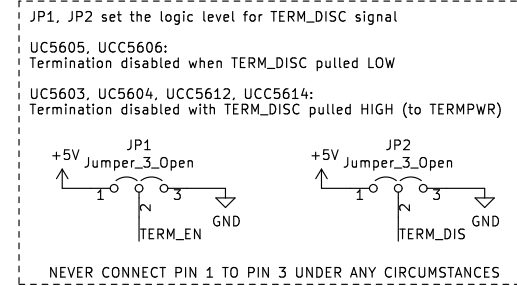 JP1, JP2 set the logic level for TERM_DISC signal
UC5605, UCC5606:
Termination disabled when TERM_DISC pulled LOW
UC5603, UC5604, UCC5612, UCC5614:
Termination disabled with TERM_DISC pulled HIGH (to TERMPWR)
JP1
+5V Jumper_3_Open
1 2 3
GND
TERM_EN
JP2
+5V Jumper_3_Open
1 2 3
GND
TERM_DIS
NEVER CONNECT PIN 1 TO PIN 3 UNDER ANY CIRCUMSTANCES